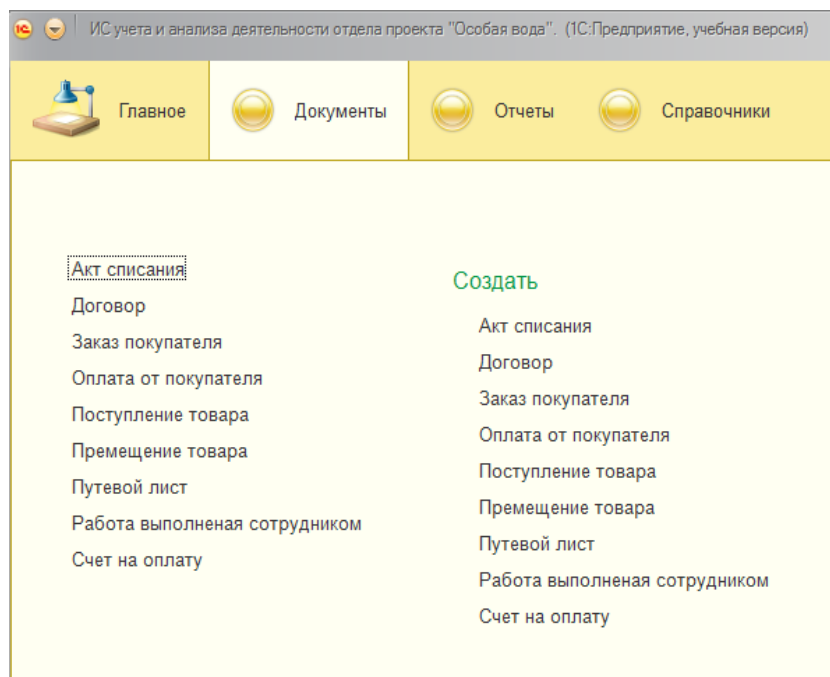 ИС учета и анализа деятельности отдела проекта "Особая вода". (1С:Предприятие, учебная версия)
Главное
Документы
Отчеты
Справочники
Акт списания
Договор
Заказ покупателя
Оплата от покупателя
Поступление товара
Премещение товара
Путевой лист
Работа выполненая сотрудником
Счет на оплату
Создать
Акт списания
Договор
Заказ покупателя
Оплата от покупателя
Поступление товара
Премещение товара
Путевой лист
Работа выполненая сотрудником
Счет на оплату